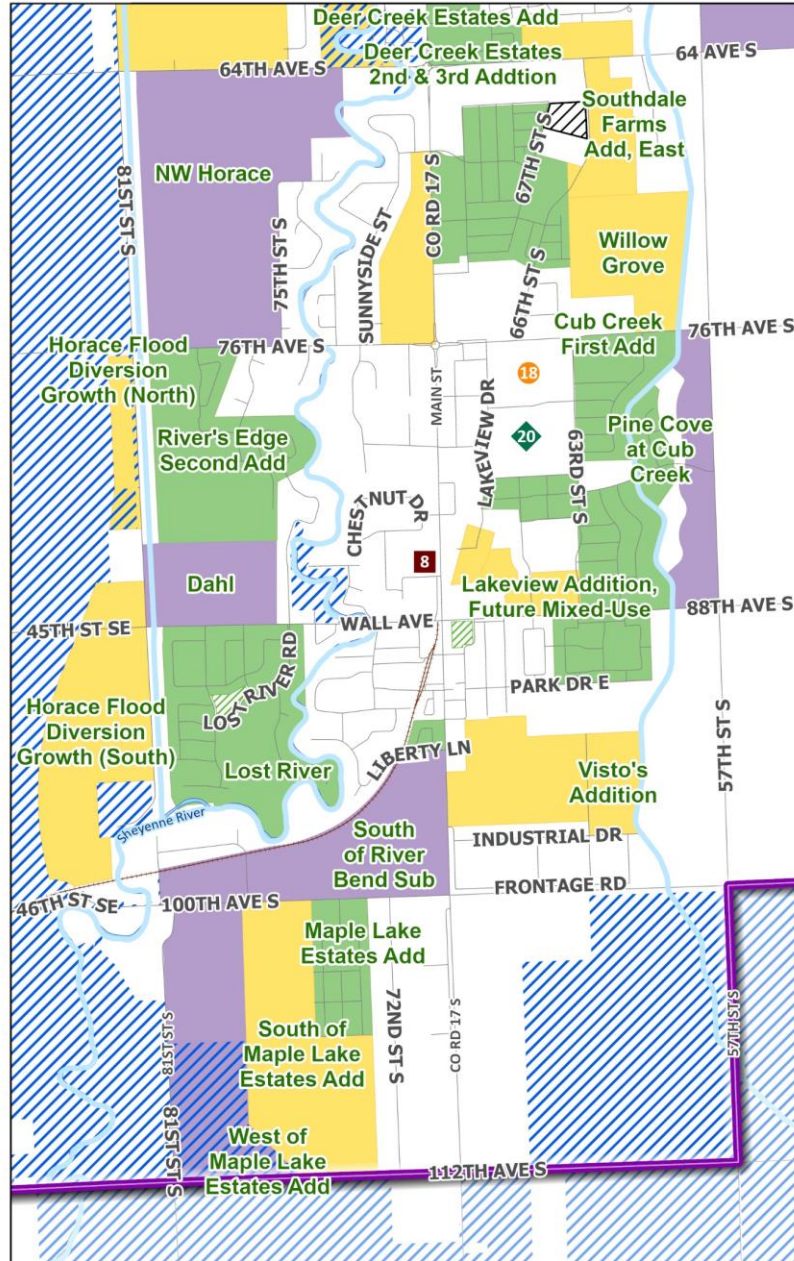 Deer Creek Estates Add
Deer Creek Estates
2nd & 3rd Addtion
64TH AVE S
64 AVE S
Southdale
Farms
Add, East
67TH ST S
NW Horace
81ST ST S
CO RD 17 S
75TH ST S
SUNNYSIDE ST
Willow
Grove
66TH ST S
Cub Creek
First Add
76TH AVE S
76TH AVE S
Horace Flood
Diversion
Growth (North)
18
MAIN ST
LAKEVIEW DR
River's Edge
Second Add
20
63RD ST S
Pine Cove
at Cub
Creek
CHESTNUT DR
8
Dahl
Lakeview Addition,
Future Mixed-Use
88TH AVE S
45TH ST SE
WALL AVE
LOST RIVER RD
PARK DR E
57TH ST S
Horace Flood
Diversion
Growth (South)
Lost River
LIBERTY LN
Visto's
Addition
Sheyenne River
South
of River
Bend Sub
INDUSTRIAL DR
FRONTAGE RD
46TH ST SE
100TH AVE S
Maple Lake
Estates Add
72ND ST S
CO RD 17 S
81ST ST S
57TH ST S
South of
Maple Lake
Estates Add
81ST ST S
West of
Maple Lake
Estates Add
112TH AVE S